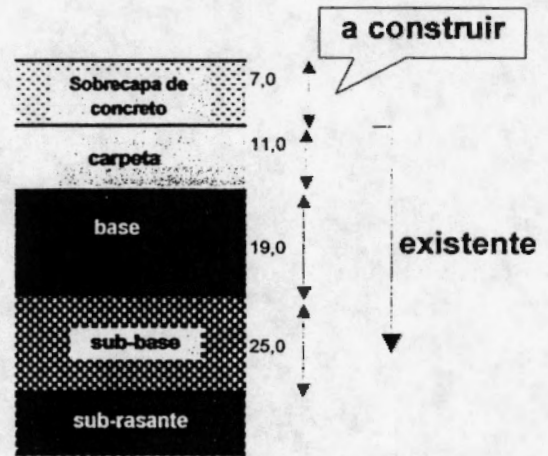 a construir
Sobrecapa de
concreto
7,0
carpeta
11,0
base
19,0
existente
sub-base
25,0
sub-rasante